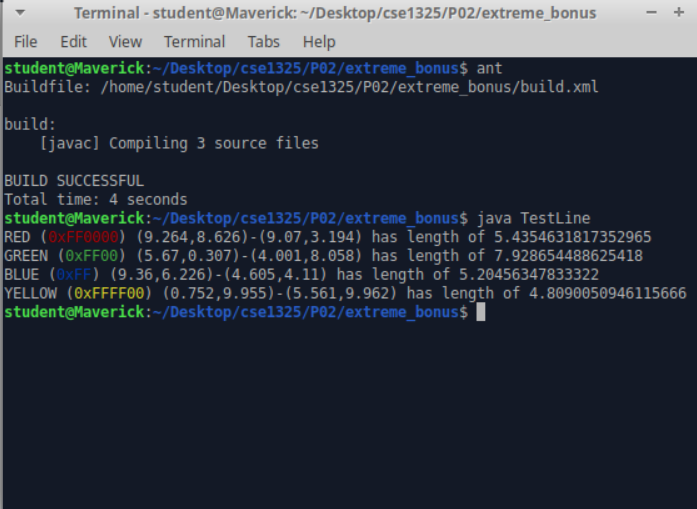 Terminal - student@Maverick: ~/Desktop/cse1325/P02/extreme_bonus
File Edit View Terminal Tabs Help
student@Maverick:~/Desktop/cse1325/P02/extreme_bonus$ ant
Buildfile: /home/student/Desktop/cse1325/P02/extreme_bonus/build.xml
build:
[javac] Compiling 3 source files
BUILD SUCCESSFUL
Total time: 4 seconds
student@Maverick:~/Desktop/cse1325/P02/extreme_bonus$ java TestLine
RED (0xFF0000) (9.264,8.626)-(9.07,3.194) has length of 5.4354631817352965
GREEN (0xFF00) (5.67,0.307)-(4.001,8.058) has length of 7.928654488625418
BLUE (0xFF) (9.36,6.226)-(4.605,4.11) has length of 5.20456347833322
YELLOW (0xFFFF00) (0.752,9.955)-(5.561,9.962) has length of 4.8090050946115666
student@Maverick:~/Desktop/cse1325/P02/extreme_bonus$